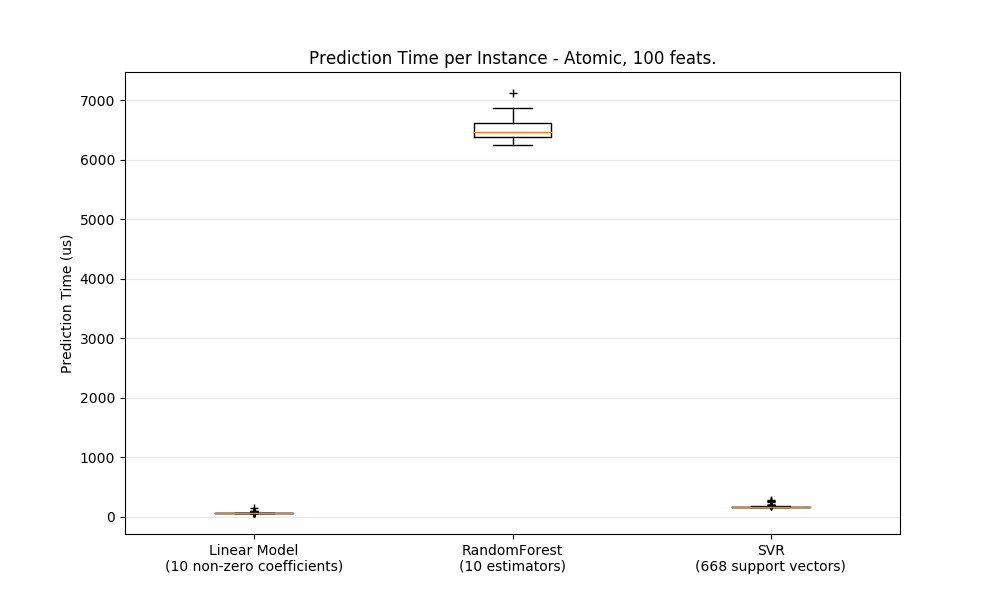 Prediction Time per Instance - Atomic, 100 feats.
Prediction Time (us)
7000
6000
5000
4000
3000
2000
1000
0
Linear Model
(10 non-zero coefficients)
RandomForest
(10 estimators)
SVR
(668 support vectors)